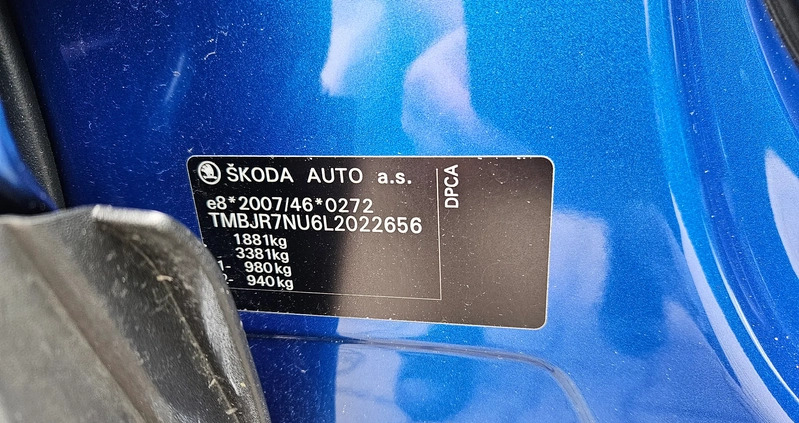 ŠKODA AUTO a.s.
DPCA
e8*2007/46*0272
TMBJR7NU6L2022656
1881kg
3381kg
1- 980kg
2- 940kg